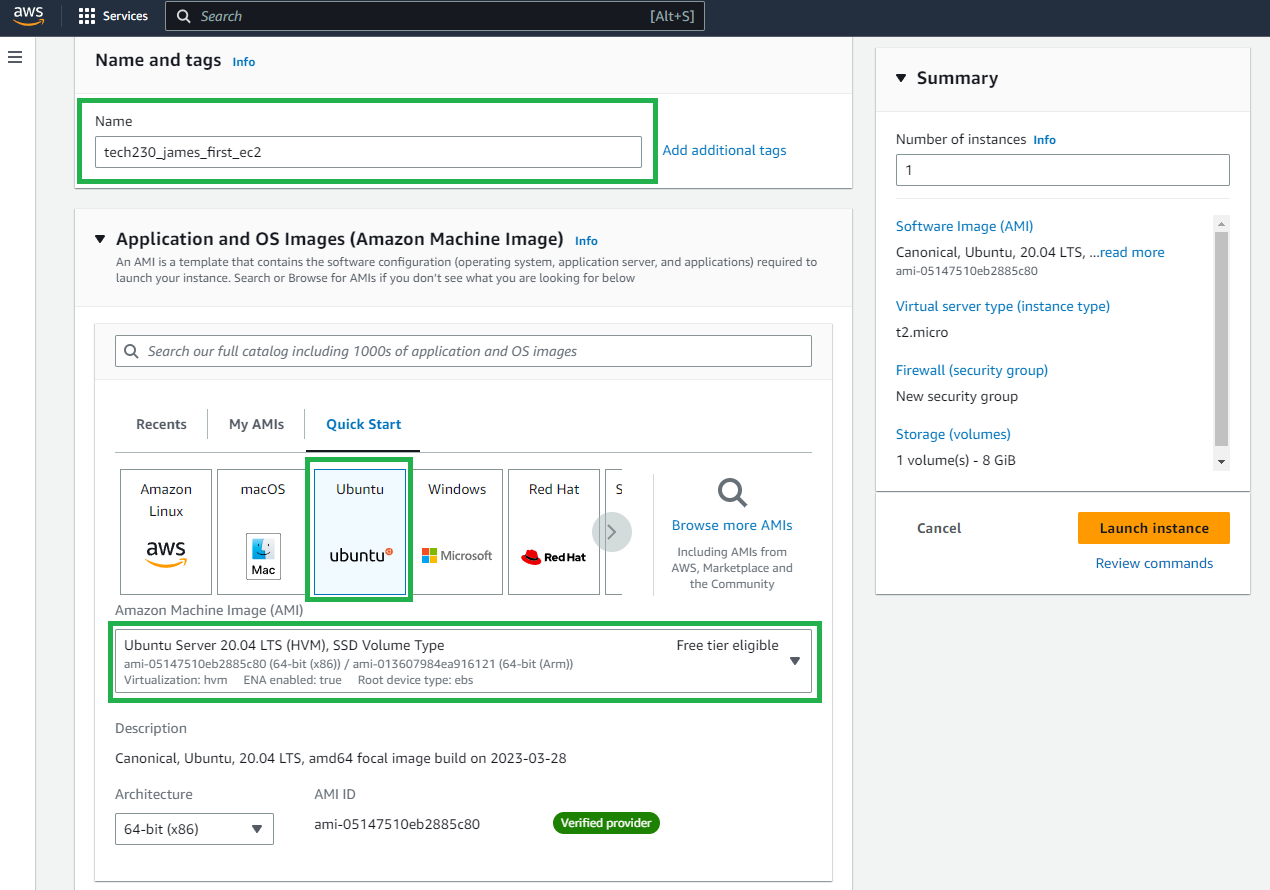 aws
Services
Search
[Alt+S]
Name and tags Info
Name
tech230_james_first_ec2
Add additional tags
Application and OS Images (Amazon Machine Image) Info
An AMI is a template that contains the software configuration (operating system, application server, and applications) required to
launch your instance. Search or Browse for AMIs if you don't see what you are looking for below
Search our full catalog including 1000s of application and OS images
Recents
My AMIs
Quick Start
Amazon
Linux
aws
macOS
Mac
Ubuntu
ubuntu
Windows
Microsoft
Red Hat
Red Hat
S
Browse more AMIs
Including AMIs from
AWS, Marketplace and
the Community
Amazon Machine Image (AMI)
Ubuntu Server 20.04 LTS (HVM), SSD Volume Type
Free tier eligible
ami-05147510eb2885c80 (64-bit (x86)) / ami-013607984ea916121 (64-bit (Arm))
Virtualization: hvm ENA enabled: true Root device type: ebs
Description
Canonical, Ubuntu, 20.04 LTS, amd64 focal image build on 2023-03-28
Architecture
64-bit (x86)
AMI ID
ami-05147510eb2885c80
Verified provider
Summary
Number of instances Info
1
Software Image (AMI)
Canonical, Ubuntu, 20.04 LTS, ...read more
ami-05147510eb2885c80
Virtual server type (instance type)
t2.micro
Firewall (security group)
New security group
Storage (volumes)
1 volume(s) - 8 GiB
Cancel
Launch instance
Review commands